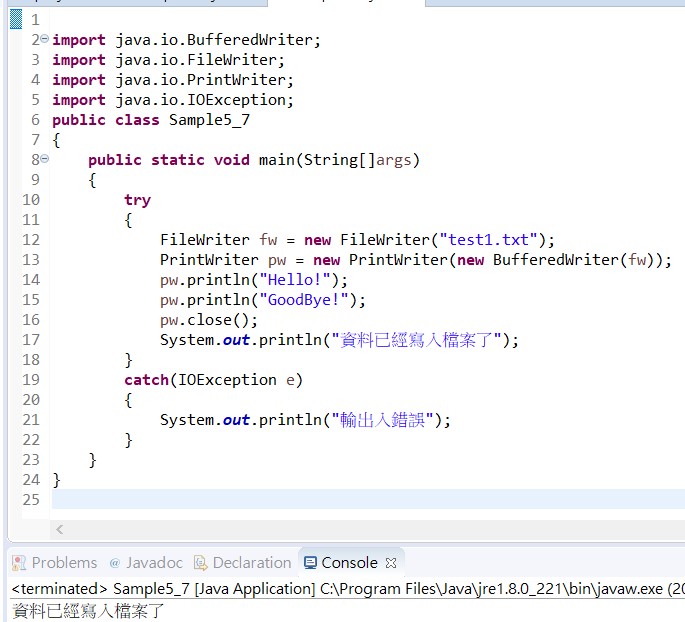 1
2 import java.io.BufferedWriter;
3 import java.io.FileWriter;
4 import java.io.PrintWriter;
5 import java.io.IOException;
6 public class Sample5_7
7 {
8     public static void main(String[]args)
9     {
10         try
11         {
12             FileWriter fw = new FileWriter("test1.txt");
13             PrintWriter pw = new PrintWriter(new BufferedWriter(fw));
14             pw.println("Hello!");
15             pw.println("GoodBye!");
16             pw.close();
17             System.out.println("資料已經寫入檔案了");
18         }
19         catch(IOException e)
20         {
21             System.out.println("輸出入錯誤");
22         }
23     }
24 }
25
Problems @ Javadoc Declaration Console
<terminated> Sample5_7 [Java Application] C:\Program Files\Java\jre1.8.0_221\bin\javaw.exe (20
資料已經寫入檔案了